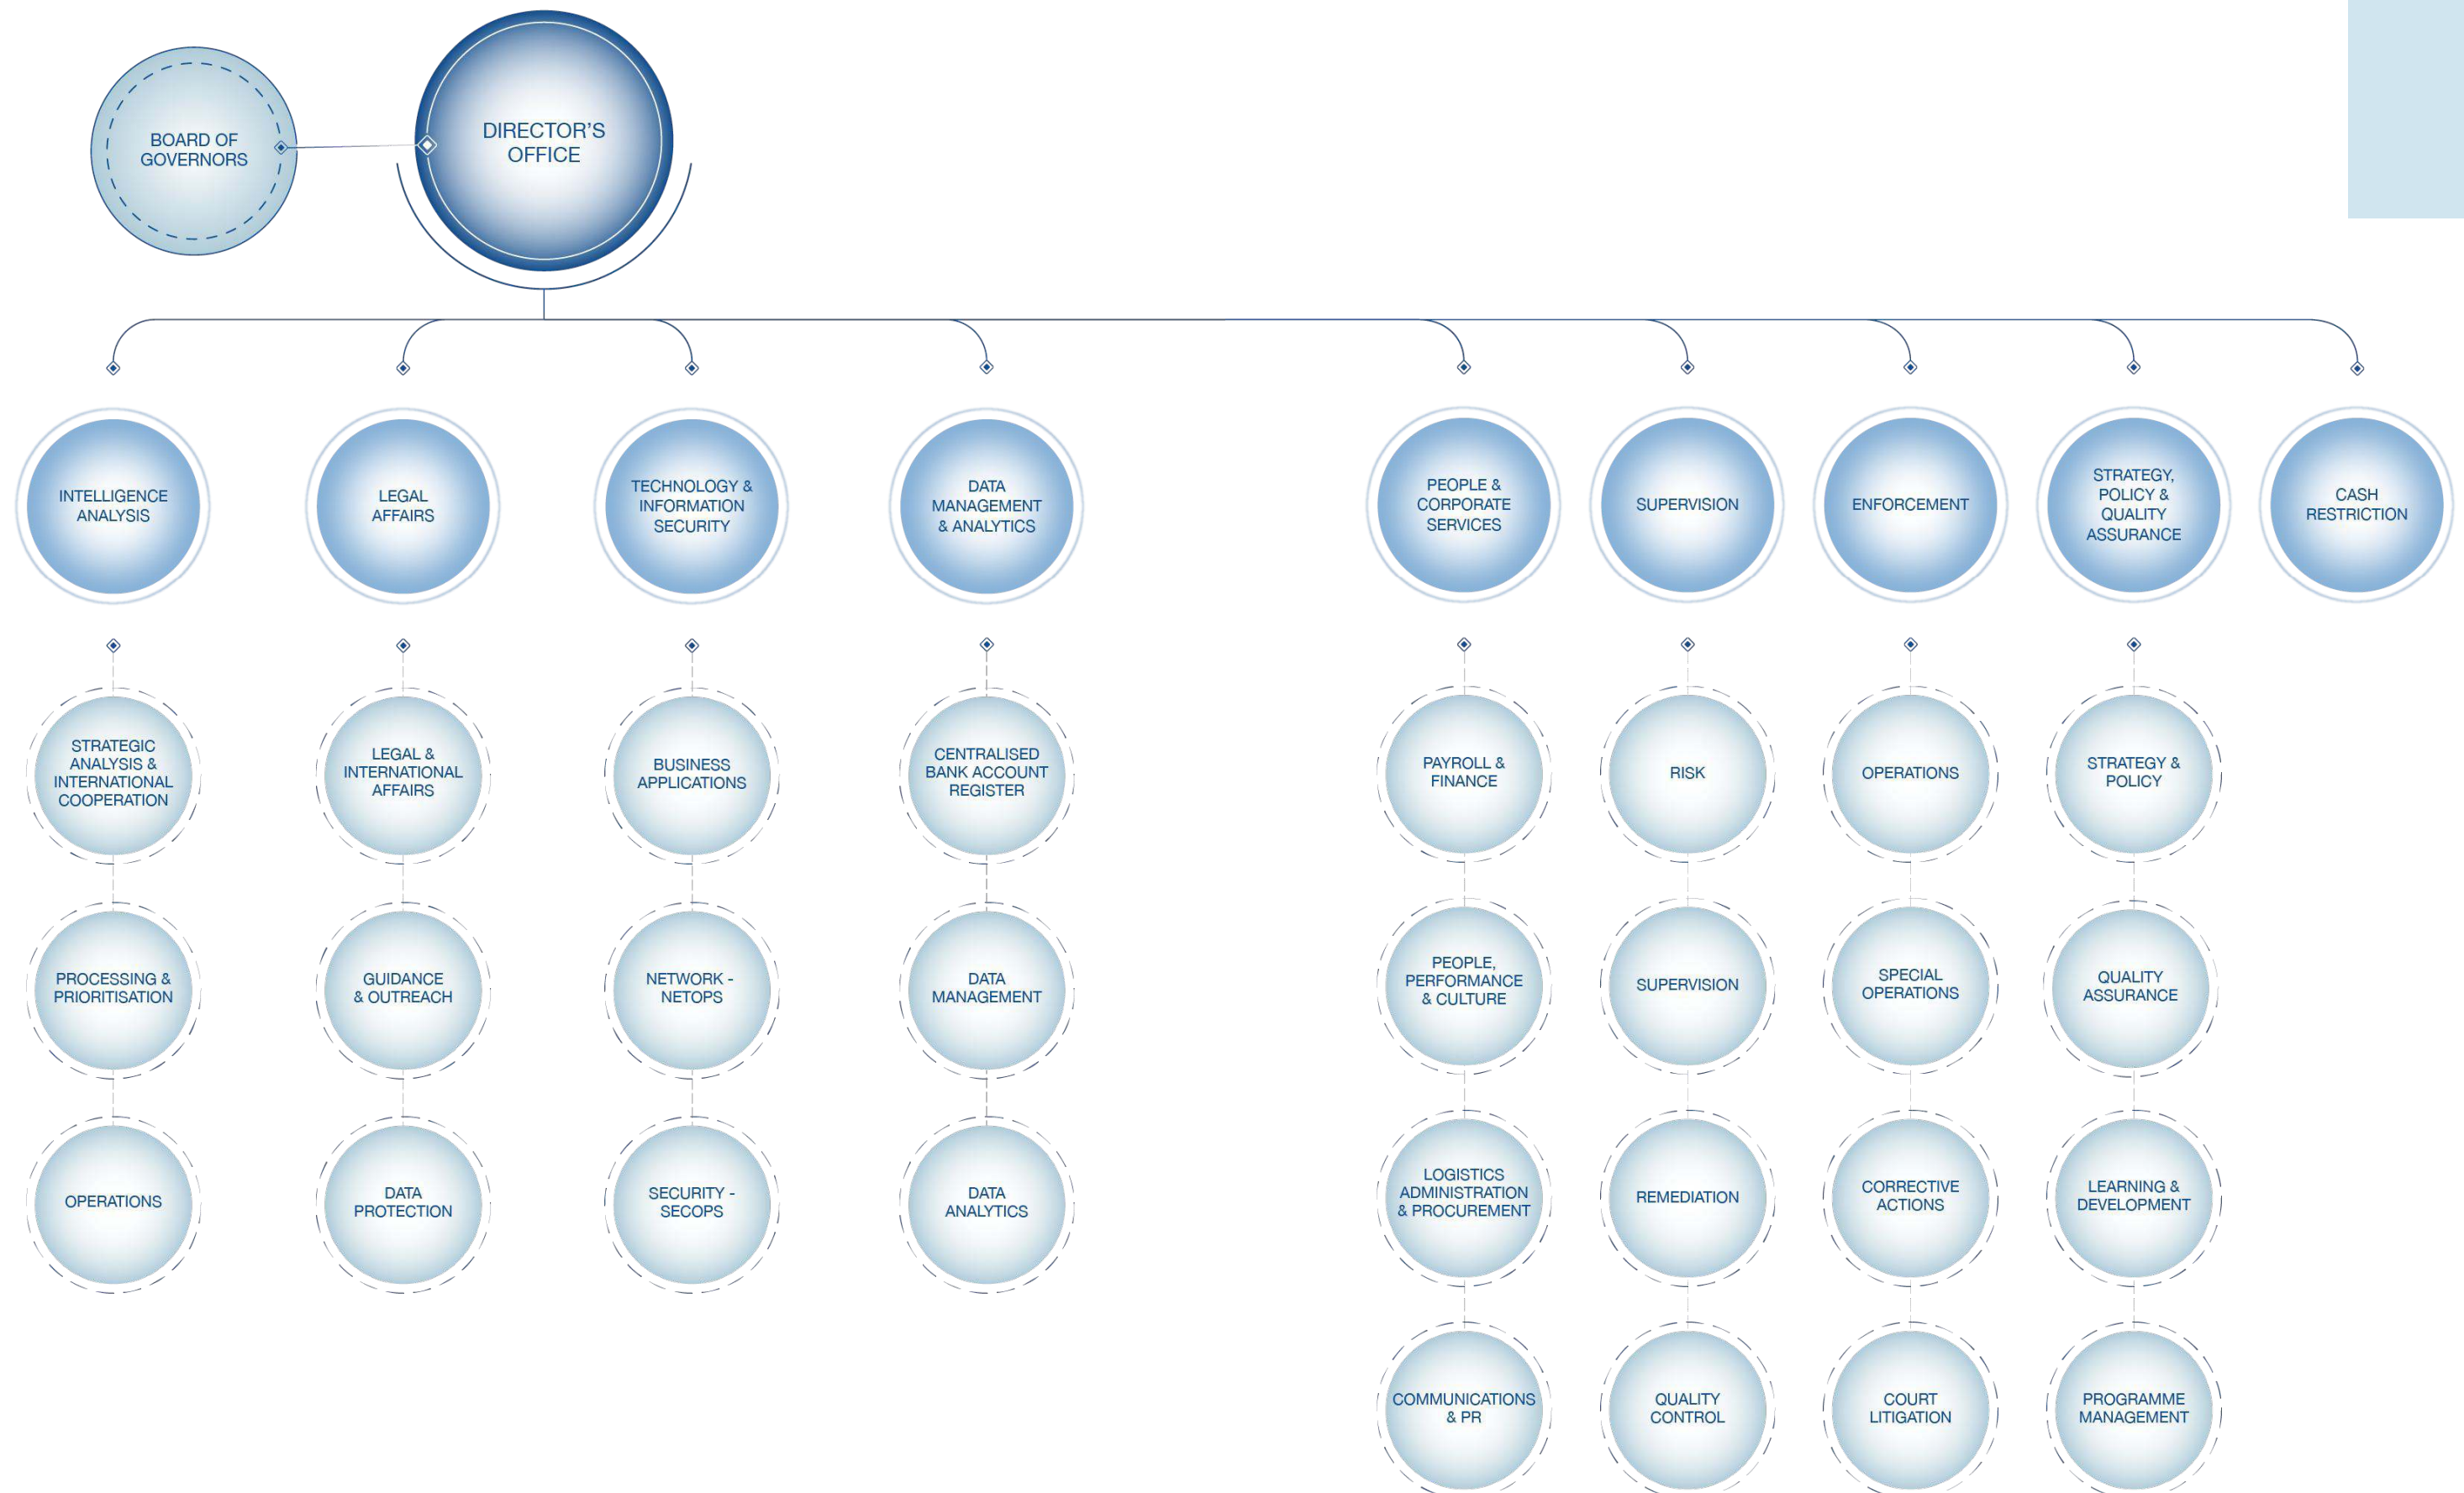 BOARD OF
GOVERNORS
DIRECTOR'S
OFFICE
INTELLIGENCE
ANALYSIS
LEGAL
AFFAIRS
TECHNOLOGY &
INFORMATION
SECURITY
DATA
MANAGEMENT
& ANALYTICS
PEOPLE &
CORPORATE
SERVICES
SUPERVISION
ENFORCEMENT
STRATEGY,
POLICY &
QUALITY
ASSURANCE
CASH
RESTRICTION
STRATEGIC
ANALYSIS &
INTERNATIONAL
COOPERATION
LEGAL &
INTERNATIONAL
AFFAIRS
BUSINESS
APPLICATIONS
CENTRALISED
BANK ACCOUNT
REGISTER
PAYROLL &
FINANCE
RISK
OPERATIONS
STRATEGY &
POLICY
PROCESSING &
PRIORITISATION
GUIDANCE
& OUTREACH
NETWORK -
NETOPS
DATA
MANAGEMENT
PEOPLE,
PERFORMANCE
& CULTURE
SUPERVISION
SPECIAL
OPERATIONS
QUALITY
ASSURANCE
OPERATIONS
DATA
PROTECTION
SECURITY -
SECOPS
DATA
ANALYTICS
LOGISTICS
ADMINISTRATION
& PROCUREMENT
REMEDIATION
CORRECTIVE
ACTIONS
LEARNING &
DEVELOPMENT
COMMUNICATIONS
& PR
QUALITY
CONTROL
COURT
LITIGATION
PROGRAMME
MANAGEMENT